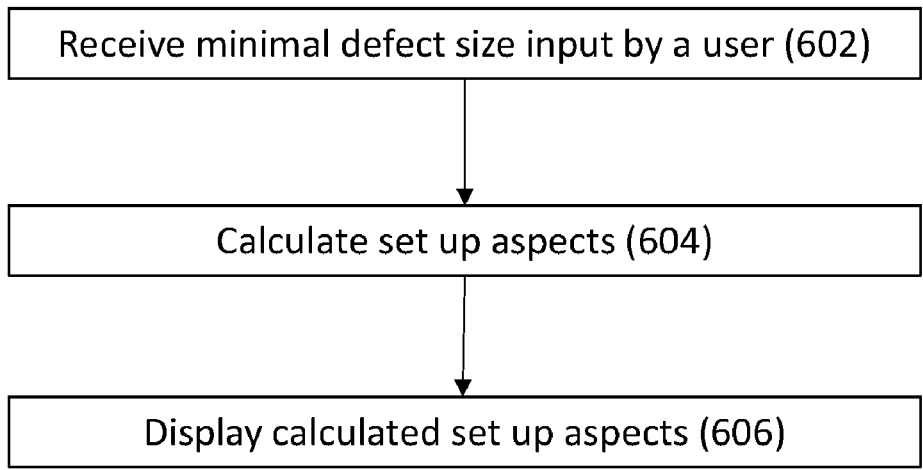 Receive minimal defect size input by a user (602)
Calculate set up aspects (604)
Display calculated set up aspects (606)